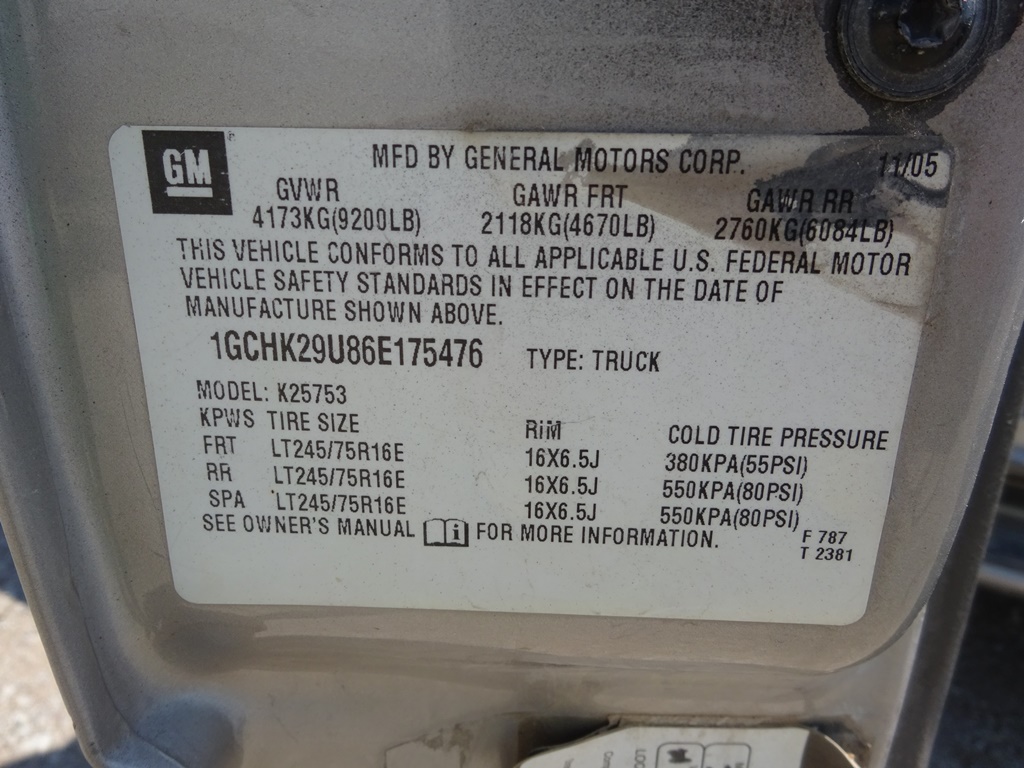 GM MFD BY GENERAL MOTORS CORP. 11/05
GVWR GAWR FRT GAWR RR
4173KG(9200LB) 2118KG(4670LB) 2760KG(6084LB)
THIS VEHICLE CONFORMS TO ALL APPLICABLE U.S. FEDERAL MOTOR
VEHICLE SAFETY STANDARDS IN EFFECT ON THE DATE OF
MANUFACTURE SHOWN ABOVE.
1GCHK29U86E175476 TYPE: TRUCK
MODEL: K25753
KPWS TIRE SIZE RIM COLD TIRE PRESSURE
FRT LT245/75R16E 16X6.5J 380KPA(55PSI)
RR LT245/75R16E 16X6.5J 550KPA(80PSI)
SPA LT245/75R16E 16X6.5J 550KPA(80PSI)
SEE OWNER'S MANUAL i FOR MORE INFORMATION. F 787
T 2381